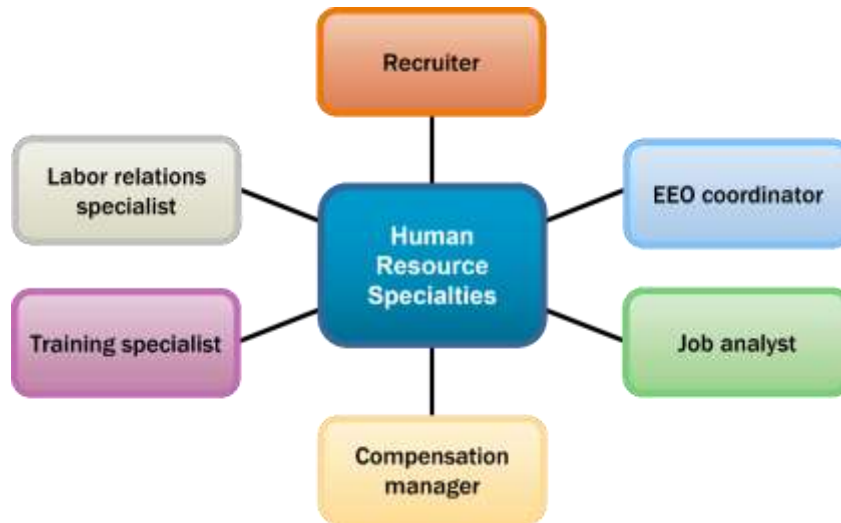 Recruiter
Labor relations
specialist
EEO coordinator
Human
Resource
Specialties
Training specialist
Job analyst
Compensation
manager